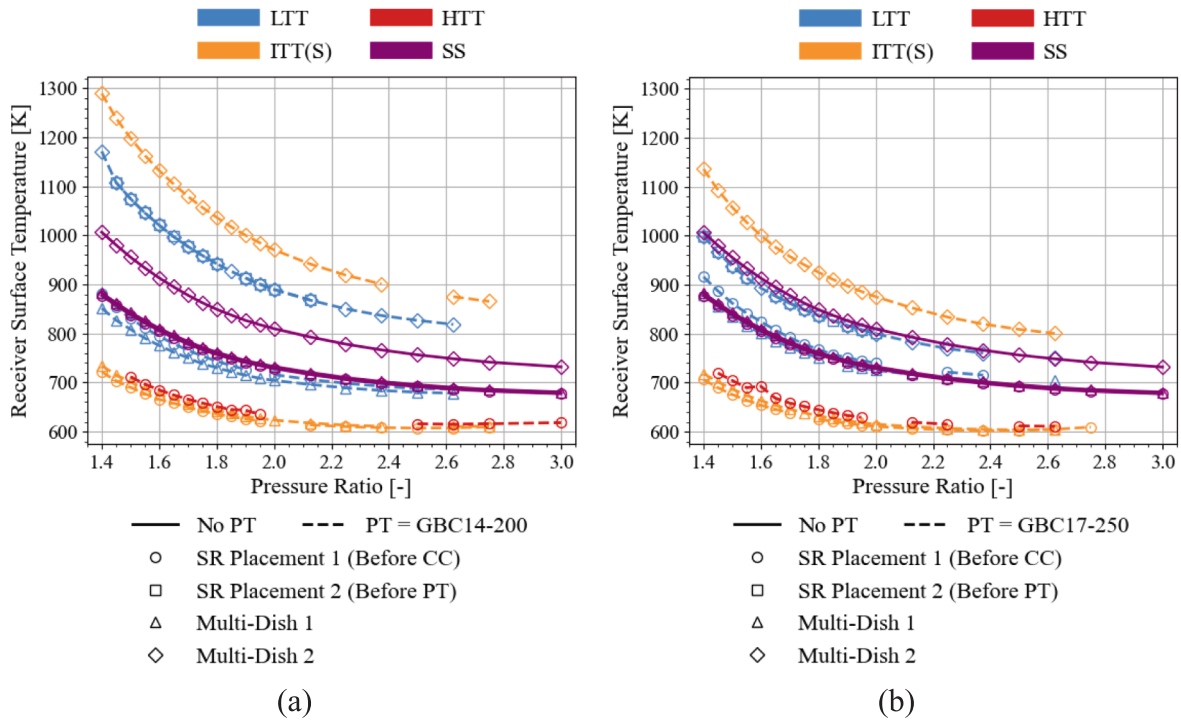 LTT HTT
ITT(S) SS
Receiver Surface Temperature [K]
1300
1200
1100
1000
900
800
700
600
1.4 1.6 1.8 2.0 2.2 2.4 2.6 2.8 3.0
Pressure Ratio [-]
No PT PT = GBC14-200
SR Placement 1 (Before CC)
SR Placement 2 (Before PT)
Multi-Dish 1
Multi-Dish 2
(a)
LTT HTT
ITT(S) SS
Receiver Surface Temperature [K]
1300
1200
1100
1000
900
800
700
600
1.4 1.6 1.8 2.0 2.2 2.4 2.6 2.8 3.0
Pressure Ratio [-]
No PT PT = GBC17-250
SR Placement 1 (Before CC)
SR Placement 2 (Before PT)
Multi-Dish 1
Multi-Dish 2
(b)